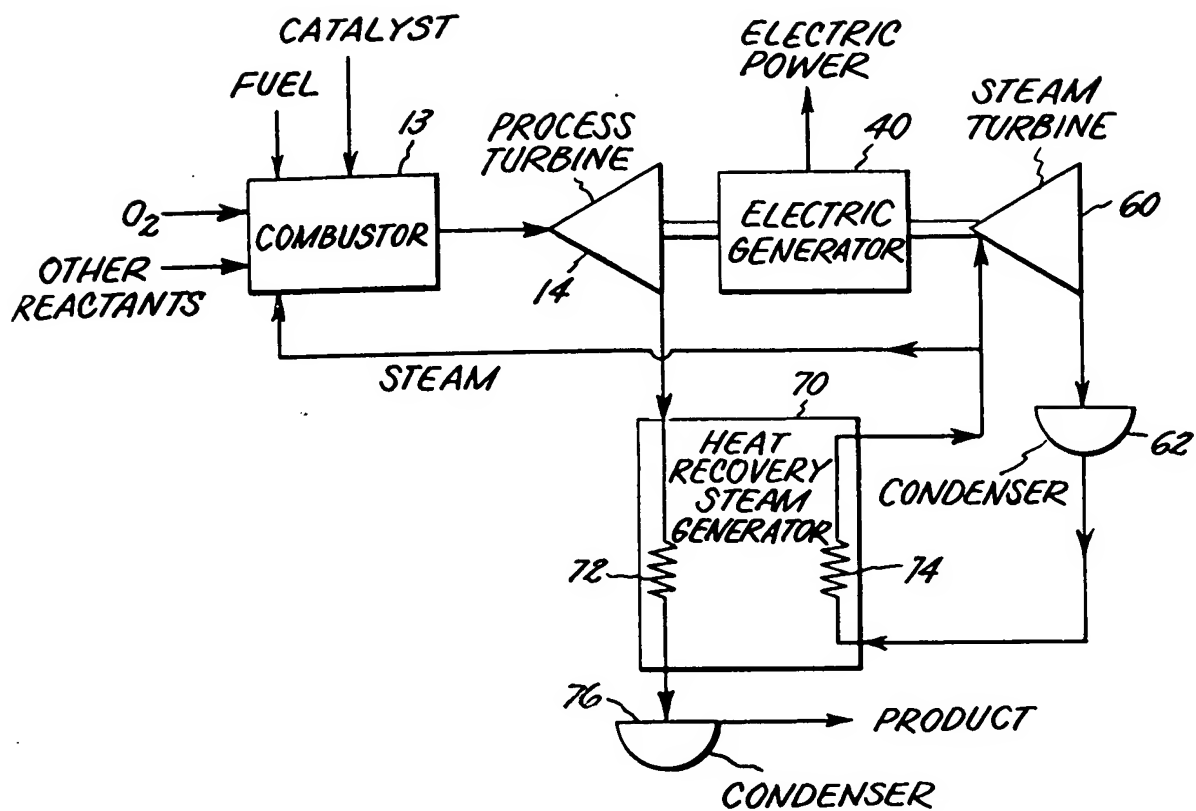 CATALYST
FUEL
13
O2
OTHER
REACTANTS
COMBUSTOR
PROCESS
TURBINE
14
ELECTRIC
POWER
40
ELECTRIC
GENERATOR
STEAM
TURBINE
60
STEAM
70
HEAT
RECOVERY
STEAM
GENERATOR
72
74
CONDENSER
62
76
PRODUCT
CONDENSER